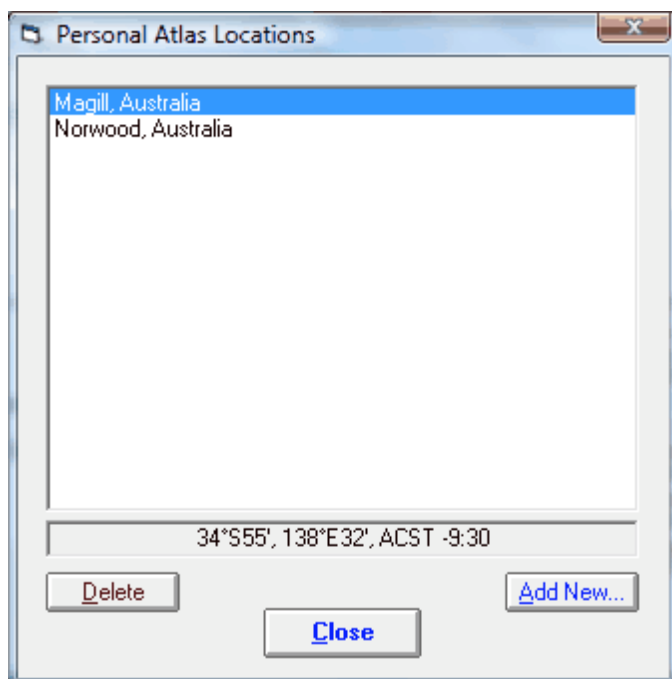 Personal Atlas Locations
Magill, Australia
Norwood, Australia
34°S55', 138°E32', ACST -9:30
Delete
Add New...
Close